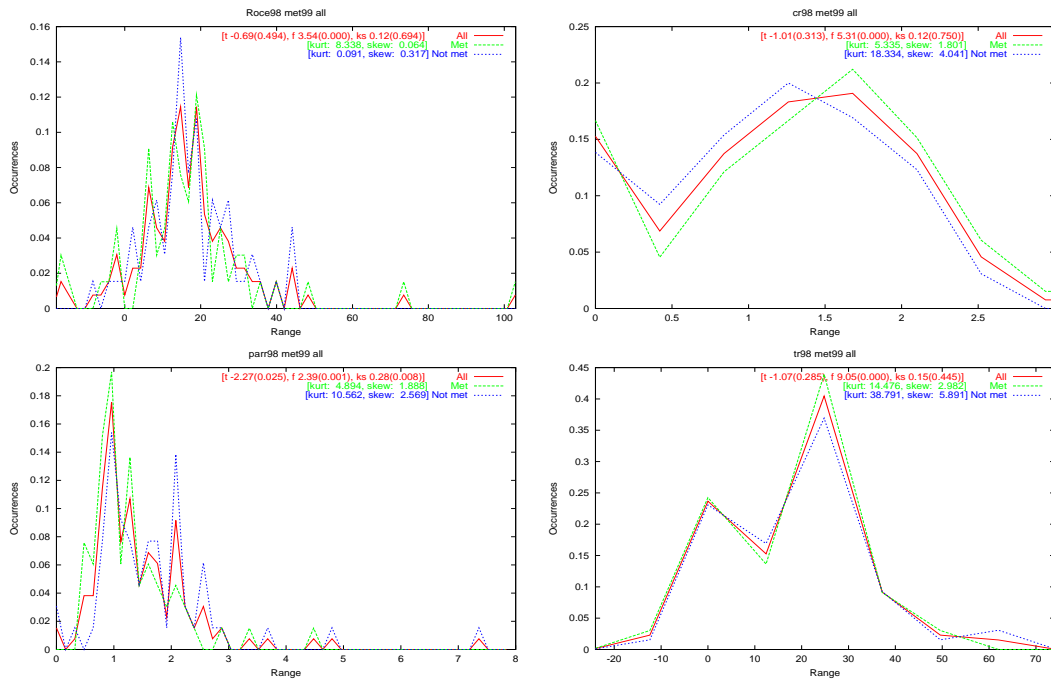 Roce98 met99 all
[t -0.69(0.494), f 3.54(0.000), ks 0.12(0.694)] All
[kurt: 8.338, skew: 0.064] Met
[kurt: 0.091, skew: 0.317] Not met
0.16
0.14
0.12
0.1
0.08
0.06
0.04
0.02
0
Occurrences
0 20 40 60 80 100
Range
cr98 met99 all
[t -1.01(0.313), f 5.31(0.000), ks 0.12(0.750)] All
[kurt: 5.335, skew: 1.801] Met
[kurt: 18.334, skew: 4.041] Not met
0.25
0.2
0.15
0.1
0.05
0
Occurrences
0 0.5 1 1.5 2 2.5
Range
parr98 met99 all
[t -2.27(0.025), f 2.39(0.001), ks 0.28(0.008)] All
[kurt: 4.894, skew: 1.868] Met
[kurt: 10.562, skew: 2.569] Not met
0.2
0.18
0.16
0.14
0.12
0.1
0.08
0.06
0.04
0.02
0
Occurrences
0 1 2 3 4 5 6 7 8
Range
tr98 met99 all
[t -1.07(0.285), f 9.05(0.000), ks 0.15(0.445)] All
[kurt: 14.476, skew: 2.982] Met
[kurt: 38.791, skew: 5.891] Not met
0.45
0.4
0.35
0.3
0.25
0.2
0.15
0.1
0.05
0
Occurrences
-20 -10 0 10 20 30 40 50 60 70
Range